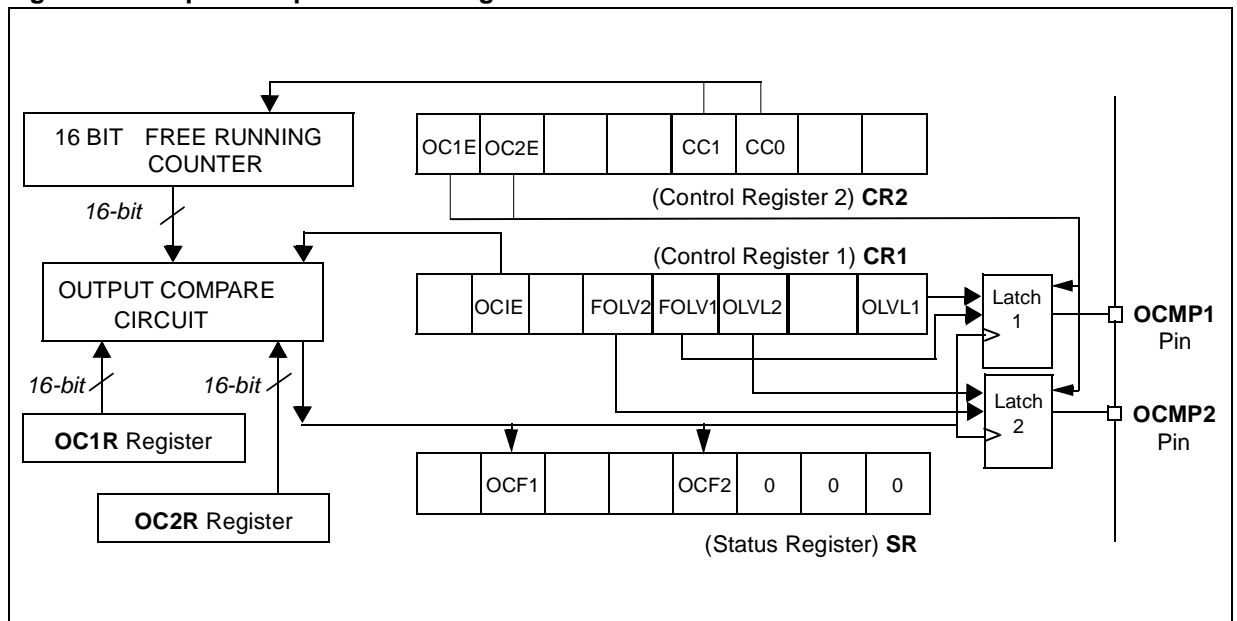 16 BIT FREE RUNNING
COUNTER
OC1E OC2E CC1 CC0
(Control Register 2) CR2
16-bit
(Control Register 1) CR1
OUTPUT COMPARE
CIRCUIT
OCIE FOLV2 FOLV1 OLVL2 OLVL1
Latch
1
OCMP1
Pin
16-bit 16-bit
Latch
2
OCMP2
Pin
OC1R Register
OCF1 OCF2 0 0 0
OC2R Register
(Status Register) SR